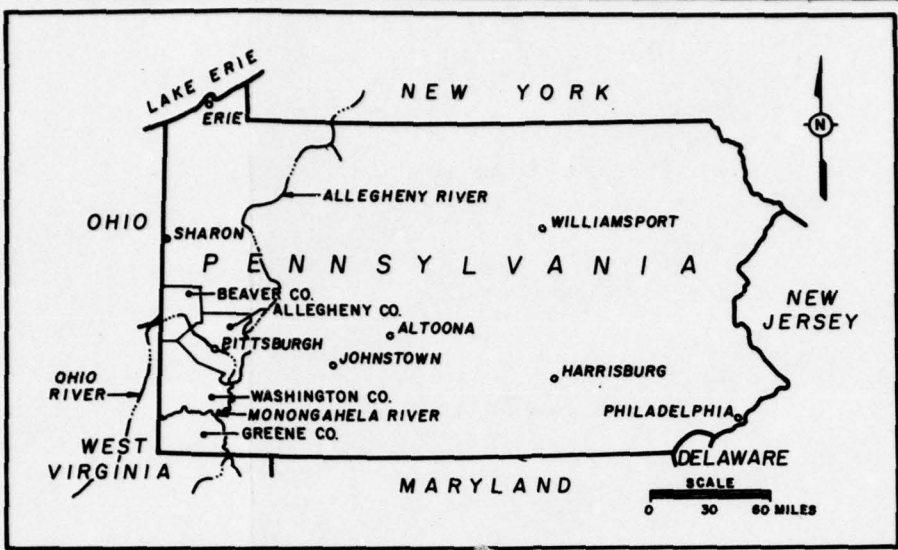 LAKE ERIE
ERIE
NEW YORK
N
ALLEGHENY RIVER
OHIO
SHARON
WILLIAMSPORT
PENNSYLVANIA
BEAVER CO.
ALLEGHENY CO.
NEW
JERSEY
PITTSBURGH
ALTOONA
JOHNSTOWN
OHIO
RIVER
HARRISBURG
WASHINGTON CO.
MONONGAHELA RIVER
PHILADELPHIA
GREENE CO.
WEST
VIRGINIA
DELAWARE
MARYLAND
SCALE
0 30 60 MILES